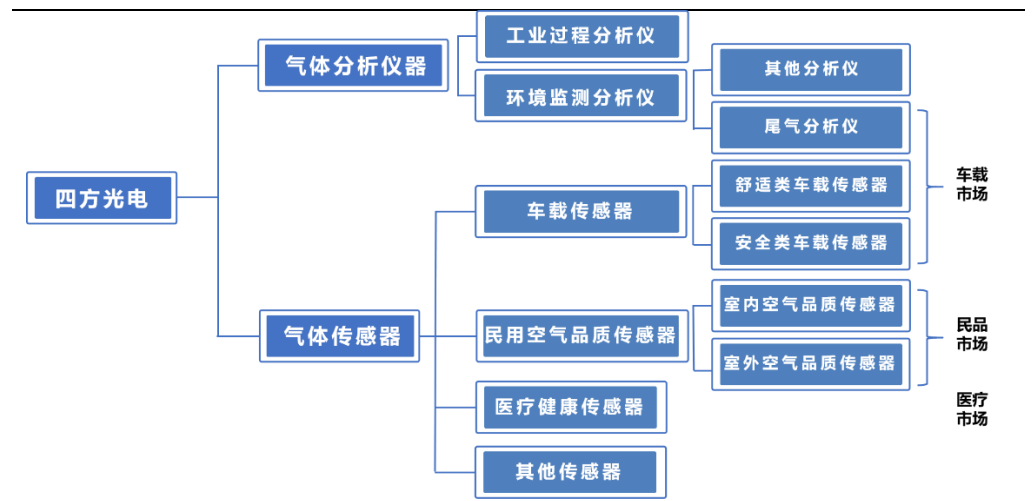 四方光电
气体分析仪器
工业过程分析仪
环境监测分析仪
其他分析仪
尾气分析仪
气体传感器
车载传感器
舒适类车载传感器
安全类车载传感器
车载
市场
民用空气品质传感器
室内空气品质传感器
室外空气品质传感器
民品
市场
医疗健康传感器
医疗
市场
其他传感器